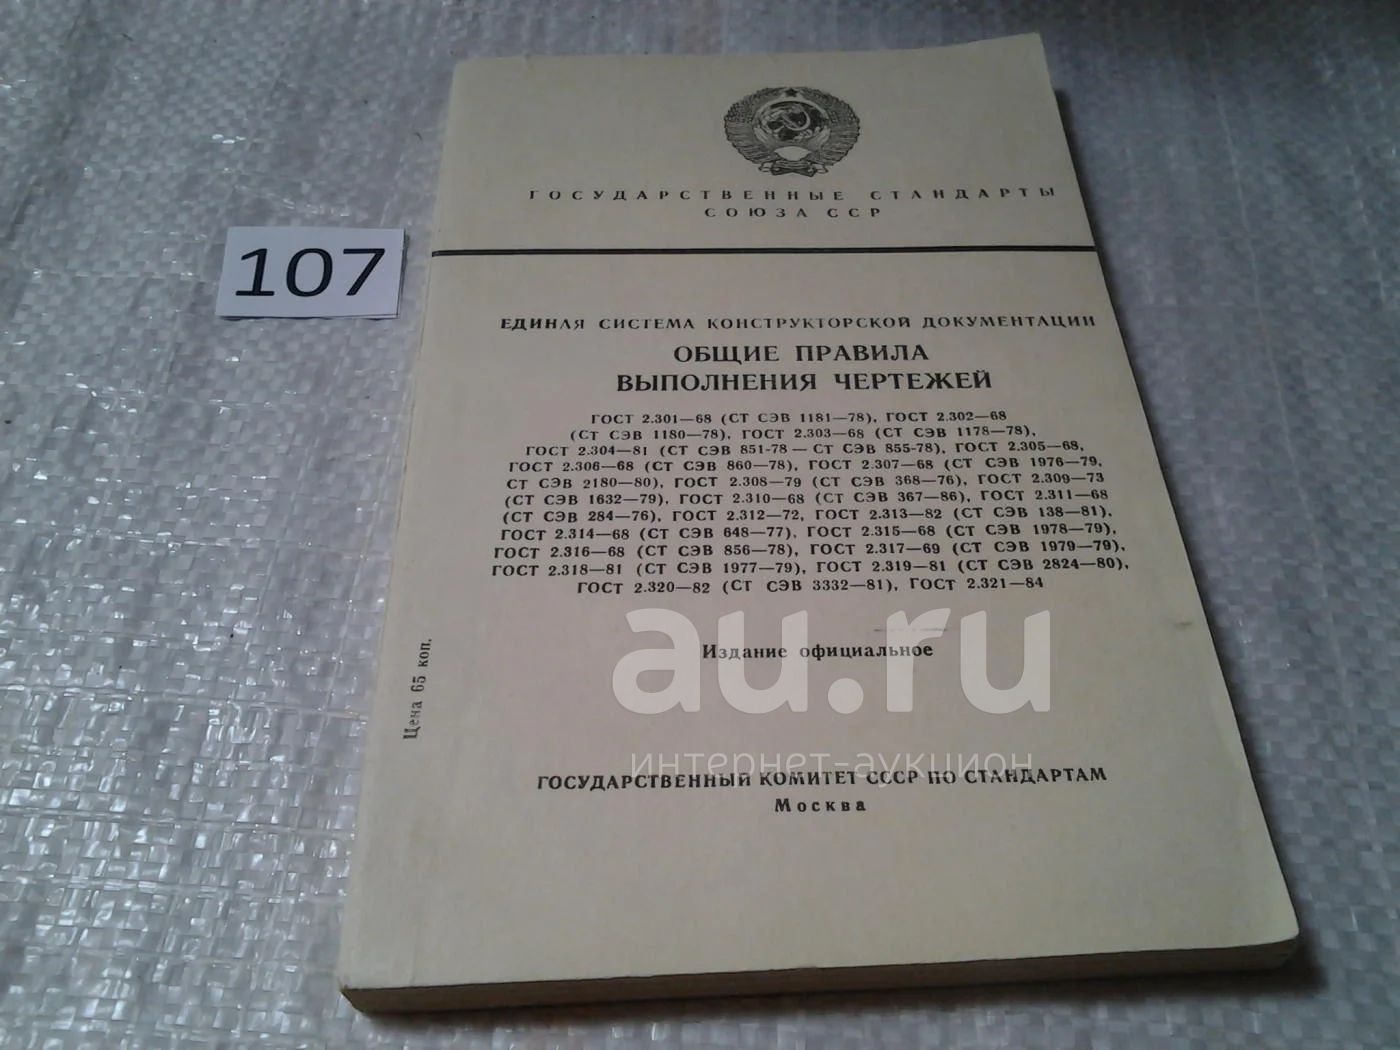 ГОСУДАРСТВЕННЫЕ СТАНДАРТЫ
СОЮЗА ССР
107
ЕДИНАЯ СИСТЕМА КОНСТРУКТОРСКОЙ ДОКУМЕНТАЦИИ
ОБЩИЕ ПРАВИЛА
ВЫПОЛНЕНИЯ ЧЕРТЕЖЕЙ
ГОСТ 2.301—68 (СТ СЭВ 1181—78), ГОСТ 2.302—68
(СТ СЭВ 1180—78), ГОСТ 2.303—68 (СТ СЭВ 1178—78),
ГОСТ 2.304—81 (СТ СЭВ 851-78 — СТ СЭВ 855-78), ГОСТ 2.305—68,
ГОСТ 2.306—68 (СТ СЭВ 860—78), ГОСТ 2.307—68 (СТ СЭВ 1976—79,
СТ СЭВ 2180—80), ГОСТ 2.308—79 (СТ СЭВ 368—76), ГОСТ 2.309—73
(СТ СЭВ 1632—79), ГОСТ 2.310—68 (СТ СЭВ 367—86), ГОСТ 2.311—68
(СТ СЭВ 284—76), ГОСТ 2.312—72, ГОСТ 2.313—82 (СТ СЭВ 138—81),
ГОСТ 2.314—68 (СТ СЭВ 648—77), ГОСТ 2.315—68 (СТ СЭВ 1978—79),
ГОСТ 2.316—68 (СТ СЭВ 856—78), ГОСТ 2.317—69 (СТ СЭВ 1979—79),
ГОСТ 2.318—81 (СТ СЭВ 1977—79), ГОСТ 2.319—81 (СТ СЭВ 2824—80),
ГОСТ 2.320—82 (СТ СЭВ 3332—81), ГОСТ 2.321—84
au.ru
Издание официальное
Цена 65 коп.
интернет-аукцион
ГОСУДАРСТВЕННЫЙ КОМИТЕТ СССР ПО СТАНДАРТАМ
Москва